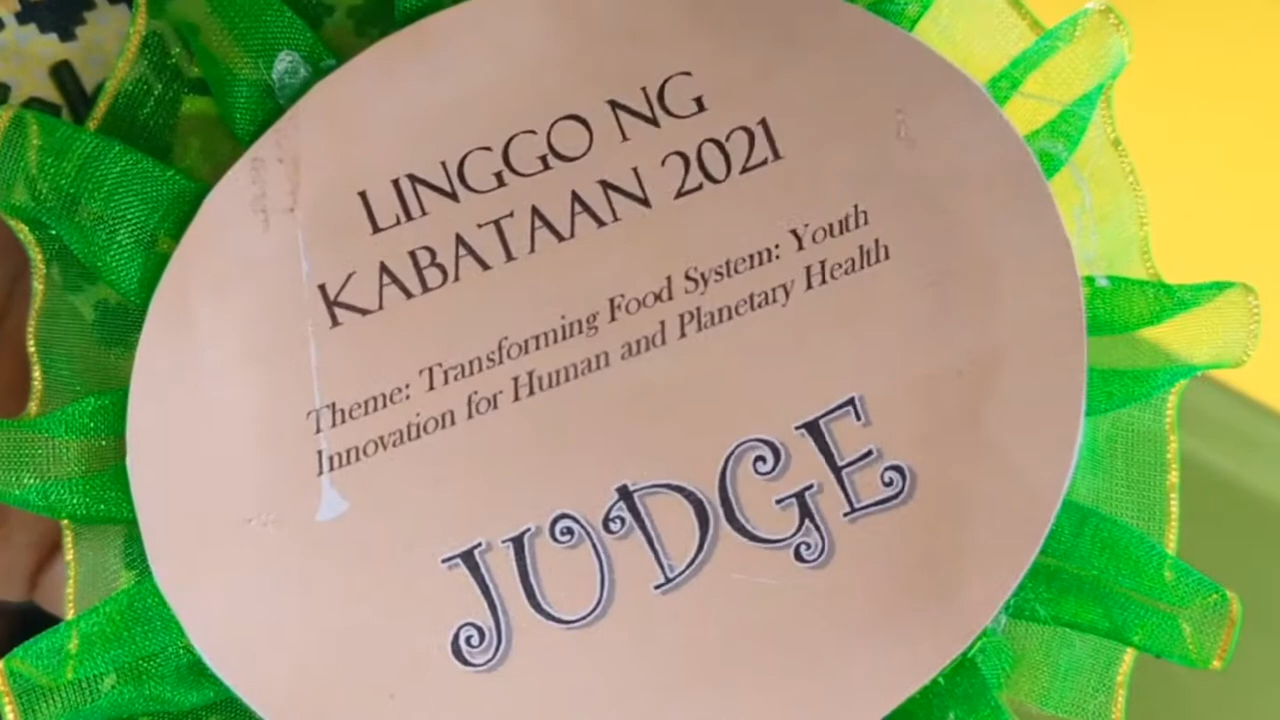 LINGGO NG
KABATAAN 2021
Theme: Transforming Food System: Youth
Innovation for Human and Planetary Health
JUDGE